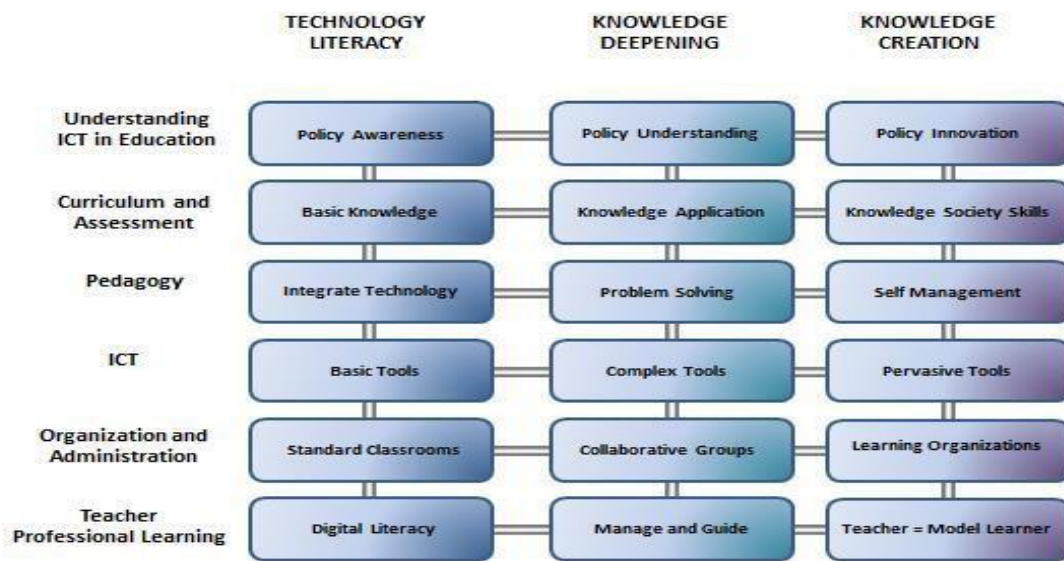 TECHNOLOGY
LITERACY
KNOWLEDGE
DEEPENING
KNOWLEDGE
CREATION
Understanding
ICT in Education
Policy Awareness
Policy Understanding
Policy Innovation
Curriculum and
Assessment
Basic Knowledge
Knowledge Application
Knowledge Society Skills
Pedagogy
Integrate Technology
Problem Solving
Self Management
ICT
Basic Tools
Complex Tools
Pervasive Tools
Organization and
Administration
Standard Classrooms
Collaborative Groups
Learning Organizations
Teacher
Professional Learning
Digital Literacy
Manage and Guide
Teacher = Model Learner